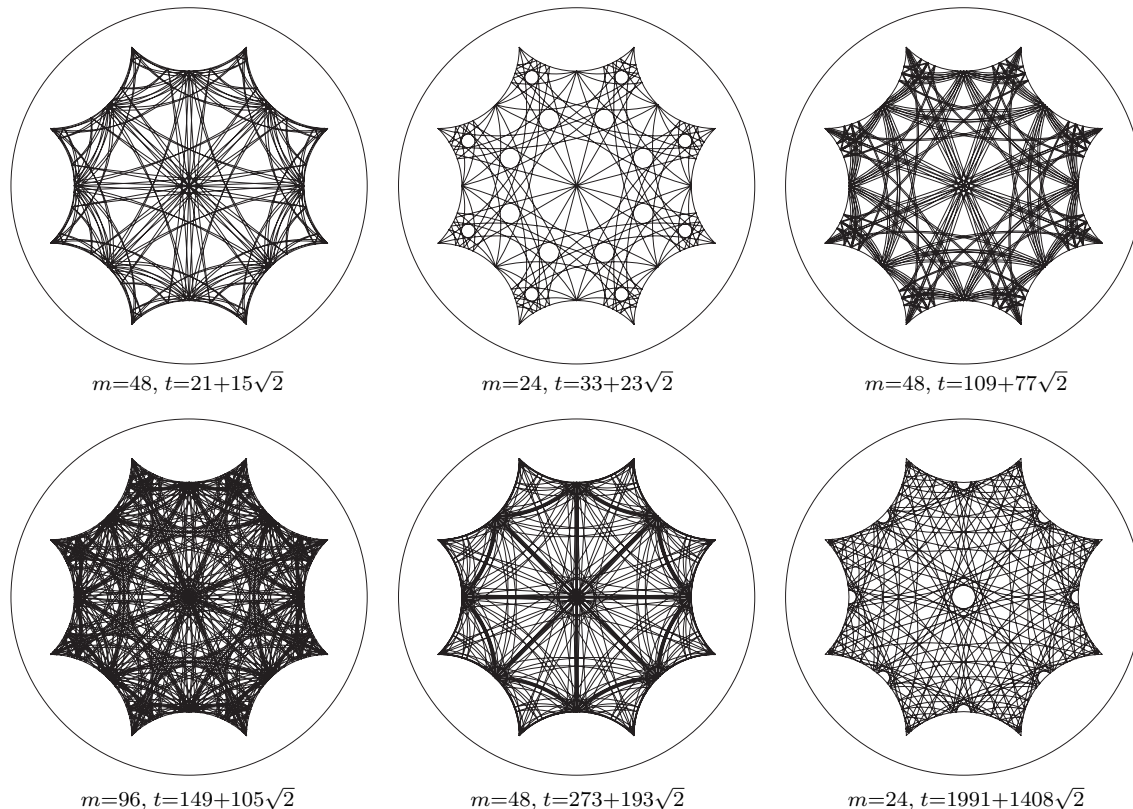 m=48, t=21+15√2
m=24, t=33+23√2
m=48, t=109+77√2
m=96, t=149+105√2
m=48, t=273+193√2
m=24, t=1991+1408√2